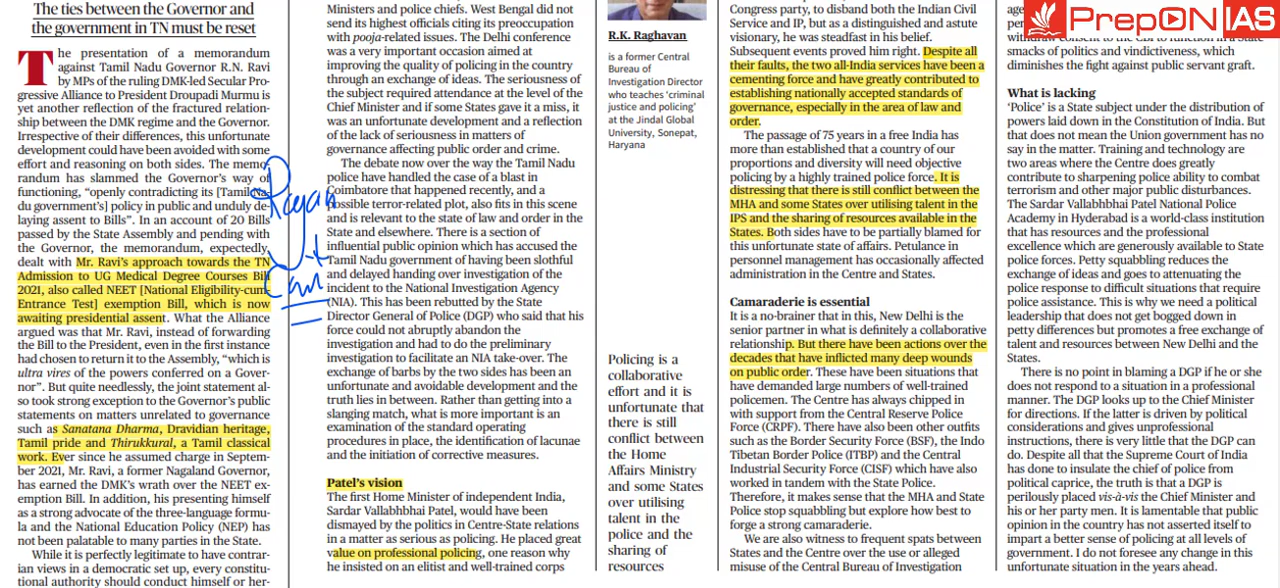 The ties between the Governor and
the government in TN must be reset
The presentation of a memorandum
against Tamil Nadu Governor R.N. Ravi
by MPs of the ruling DMK-led Secular Pro-
gressive Alliance to President Droupadi Murmu is
yet another reflection of the fractured relation-
ship between the DMK regime and the Governor.
Irrespective of their differences, this unfortunate
development could have been avoided with some
effort and reasoning on both sides. The memo-
randum has slammed the Governor's way of
functioning, "openly contradicting its [Tamil Na-
du government's] policy in public and unduly de-
laying assent to Bills". In an account of 20 Bills
passed by the State Assembly and pending with
the Governor, the memorandum, expectedly,
dealt with Mr. Ravi's approach towards the TN
Admission to UG Medical Degree Courses Bill
2021, also called NEET [National Eligibility-cum-
Entrance Test] exemption Bill, which is now
awaiting presidential assent. What the Alliance
argued was that Mr. Ravi, instead of forwarding
the Bill to the President, even in the first instance
had chosen to return it to the Assembly, "which is
ultra vires of the powers conferred on a Gover-
nor". But quite needlessly, the joint statement al-
so took strong exception to the Governor's public
statements on matters unrelated to governance
such as Sanatana Dharma, Dravidian heritage,
Tamil pride and Thirukkural, a Tamil classical
work. Ever since he assumed charge in Septem-
ber 2021, Mr. Ravi, a former Nagaland Governor,
has earned the DMK's wrath over the NEET ex-
emption Bill. In addition, his presenting himself
as a strong advocate of the three-language formu-
la and the National Education Policy (NEP) has
not been palatable to many parties in the State.
While it is perfectly legitimate to have contrar-
ian views in a democratic set up, every constitu-
tional authority should conduct himself or her-
Ministers and police chiefs. West Bengal did not
send its highest officials citing its preoccupation
with pooja-related issues. The Delhi conference
was a very important occasion aimed at
improving the quality of policing in the country
through an exchange of ideas. The seriousness of
the subject required attendance at the level of the
Chief Minister and if some States gave it a miss, it
was an unfortunate development and a reflection
of the lack of seriousness in matters of
governance affecting public order and crime.
The debate now over the way the Tamil Nadu
police have handled the case of a blast in
Coimbatore that happened recently, and a
possible terror-related plot, also fits in this scene
and is relevant to the state of law and order in the
State and elsewhere. There is a section of
influential public opinion which has accused the
Tamil Nadu government of having been slothful
and delayed handing over investigation of the
incident to the National Investigation Agency
(NIA). This has been rebutted by the State
Director General of Police (DGP) who said that his
force could not abruptly abandon the
investigation and had to do the preliminary
investigation to facilitate an NIA take-over. The
exchange of barbs by the two sides has been an
unfortunate and avoidable development and the
truth lies in between. Rather than getting into a
slanging match, what is more important is an
examination of the standard operating
procedures in place, the identification of lacunae
and the initiation of corrective measures.
Patel's vision
The first Home Minister of independent India,
Sardar Vallabhbhai Patel, would have been
dismayed by the politics in Centre-State relations
in a matter as serious as policing. He placed great
value on professional policing, one reason why
he insisted on an elitist and well-trained corps
R.K. Raghavan
is a former Central
Bureau of
Investigation Director
who teaches 'criminal
justice and policing'
at the Jindal Global
University, Sonepat,
Haryana
Policing is a
collaborative
effort and it is
unfortunate that
there is still
conflict between
the Home
Affairs Ministry
and some States
over utilising
talent in the
police and the
sharing of
resources
Congress party, to disband both the Indian Civil
Service and IP, but as a distinguished and astute
visionary, he was steadfast in his belief.
Subsequent events proved him right. Despite all
their faults, the two all-India services have been a
cementing force and have greatly contributed to
establishing nationally accepted standards of
governance, especially in the area of law and
order.
The passage of 75 years in a free India has
more than established that a country of our
proportions and diversity will need objective
policing by a highly trained police force. It is
distressing that there is still conflict between the
MHA and some States over utilising talent in the
IPS and the sharing of resources available in the
States. Both sides have to be partially blamed for
this unfortunate state of affairs. Petulance in
personnel management has occasionally affected
administration in the Centre and States.
Camaraderie is essential
It is a no-brainer that in this, New Delhi is the
senior partner in what is definitely a collaborative
relationship. But there have been actions over the
decades that have inflicted many deep wounds
on public order. These have been situations that
have demanded large numbers of well-trained
policemen. The Centre has always chipped in
with support from the Central Reserve Police
Force (CRPF). There have also been other outfits
such as the Border Security Force (BSF), the Indo
Tibetan Border Police (ITBP) and the Central
Industrial Security Force (CISF) which have also
worked in tandem with the State Police.
Therefore, it makes sense that the MHA and State
Police stop squabbling but explore how best to
forge a strong camaraderie.
We are also witness to frequent spats between
States and the Centre over the use or alleged
misuse of the Central Bureau of Investigation
PrepON IAS
smacks of politics and vindictiveness, which
diminishes the fight against public servant graft.
What is lacking
'Police' is a State subject under the distribution of
powers laid down in the Constitution of India. But
that does not mean the Union government has no
say in the matter. Training and technology are
two areas where the Centre does greatly
contribute to sharpening police ability to combat
terrorism and other major public disturbances.
The Sardar Vallabhbhai Patel National Police
Academy in Hyderabad is a world-class institution
that has resources and the professional
excellence which are generously available to State
police forces. Petty squabbling reduces the
exchange of ideas and goes to attenuating the
police response to difficult situations that require
police assistance. This is why we need a political
leadership that does not get bogged down in
petty differences but promotes a free exchange of
talent and resources between New Delhi and the
States.
There is no point in blaming a DGP if he or she
does not respond to a situation in a professional
manner. The DGP looks up to the Chief Minister
for directions. If the latter is driven by political
considerations and gives unprofessional
instructions, there is very little that the DGP can
do. Despite all that the Supreme Court of India
has done to insulate the chief of police from
political caprice, the truth is that a DGP is
perilously placed vis-à-vis the Chief Minister and
his or her party men. It is lamentable that public
opinion in the country has not asserted itself to
impart a better sense of policing at all levels of
government. I do not foresee any change in this
unfortunate situation in the years ahead.